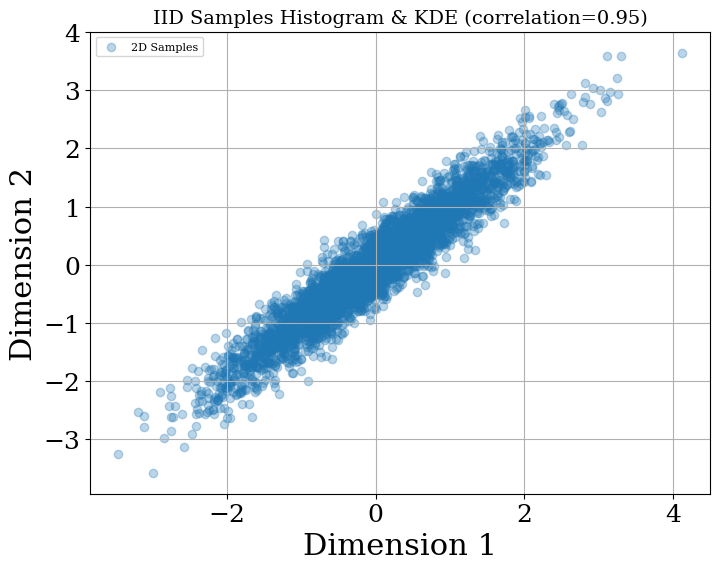 IID Samples Histogram & KDE (correlation=0.95)
2D Samples
4
3
2
1
0
−1
−2
−3
Dimension 2
−2 0 2 4
Dimension 1